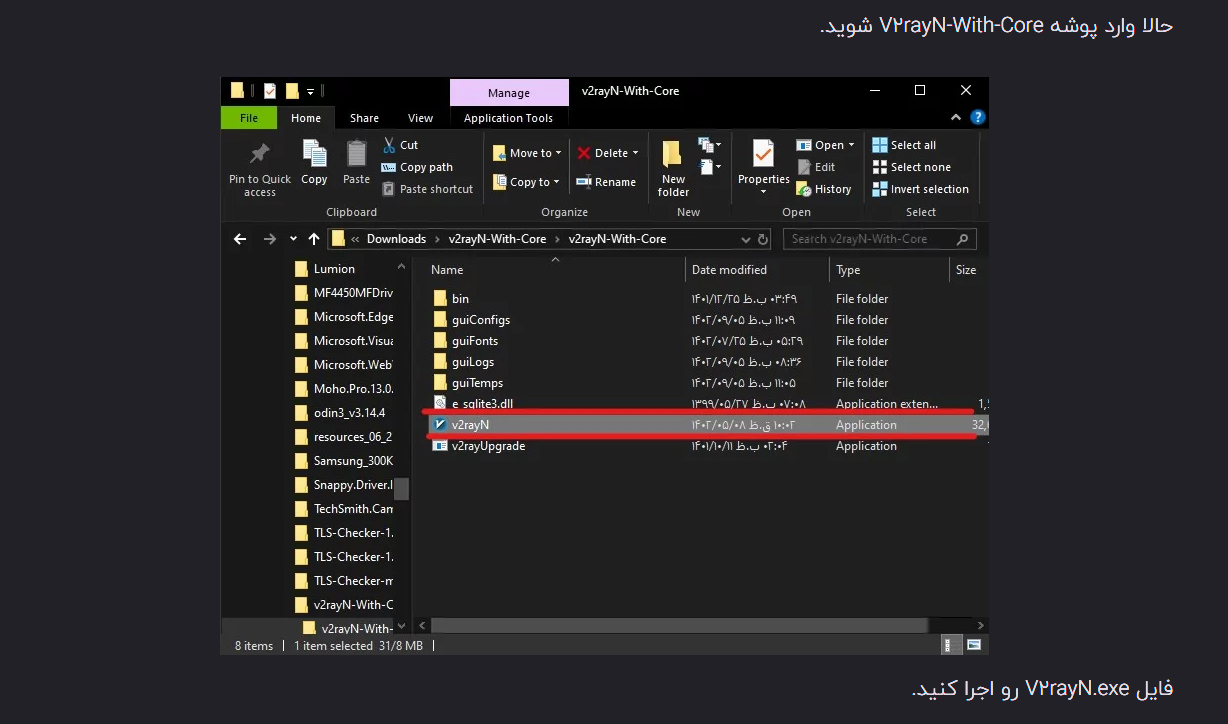 حالا وارد پوشه V۲rayN-With-Core شوید.
Manage
v2rayN-With-Core
File
Home
Share
View
Application Tools
Pin to Quick access
Copy
Paste
Cut
Copy path
Paste shortcut
Clipboard
Move to
Copy to
Delete
Rename
Organize
New folder
New
Properties
Open
Edit
History
Open
Select all
Select none
Invert selection
Select
« Downloads › v2rayN-With-Core › v2rayN-With-Core
Search v2rayN-With-Core
Lumion
MF4450MFDriv
Microsoft.Edge
Microsoft.Visua
Microsoft.Web
Moho.Pro.13.0.
odin3_v3.14.4
resources_06_2
Samsung_300K
Snappy.Driver.I
TechSmith.Cam
TLS-Checker-1.
TLS-Checker-1.
TLS-Checker-m
v2rayN-With-C
v2rayN-With-
Name Date modified Type Size
bin ۱۴۰۱/۱۲/۲۵ ب.ظ ۰۳:۴۹ File folder
guiConfigs ۱۴۰۲/۰۹/۰۵ ب.ظ ۱۱:۰۹ File folder
guiFonts ۱۴۰۲/۰۷/۲۵ ب.ظ ۰۵:۲۹ File folder
guiLogs ۱۴۰۲/۰۹/۰۵ ب.ظ ۰۸:۳۶ File folder
guiTemps ۱۴۰۲/۰۹/۰۵ ب.ظ ۱۱:۰۵ File folder
e_sqlite3.dll ۱۳۹۹/۰۵/۲۷ ب.ظ ۰۷:۰۸ Application exten...
v2rayN ۱۴۰۲/۰۵/۰۸ ق.ظ ۱۰:۰۲ Application 32,
v2rayUpgrade ۱۴۰۱/۱۰/۱۱ ب.ظ ۰۲:۰۴ Application
8 items
1 item selected 31/8 MB
فایل V۲rayN.exe رو اجرا کنید.